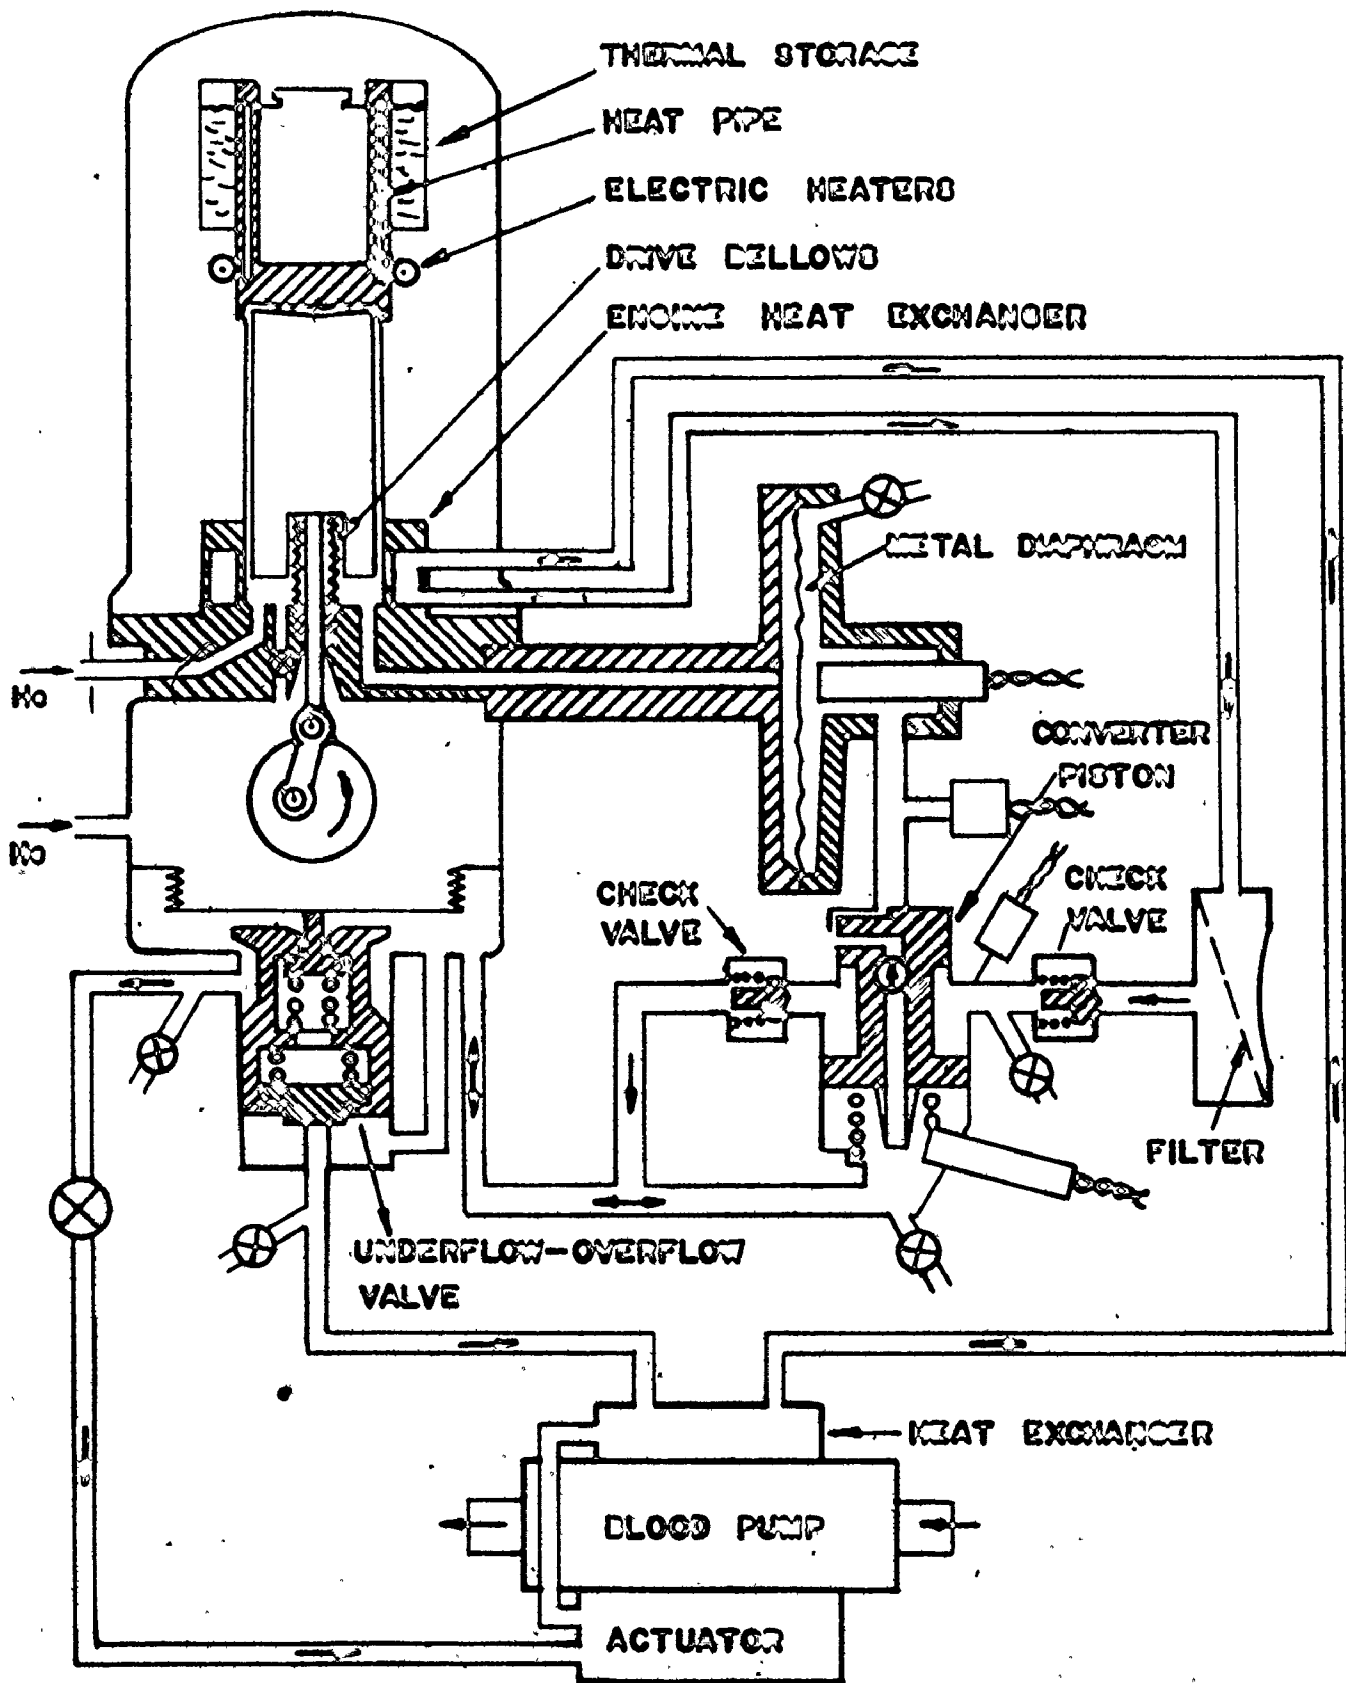 THERMAL STORAGE
HEAT PIPE
ELECTRIC HEATERS
DRIVE BELLOWS
ENGINE HEAT EXCHANGER
METAL DIAPHRAGM
He
CONVERTER
PISTON
He
CHECK
VALVE
CHECK
VALVE
FILTER
UNDERFLOW-OVERFLOW
VALVE
HEAT EXCHANGER
BLOOD PUMP
ACTUATOR